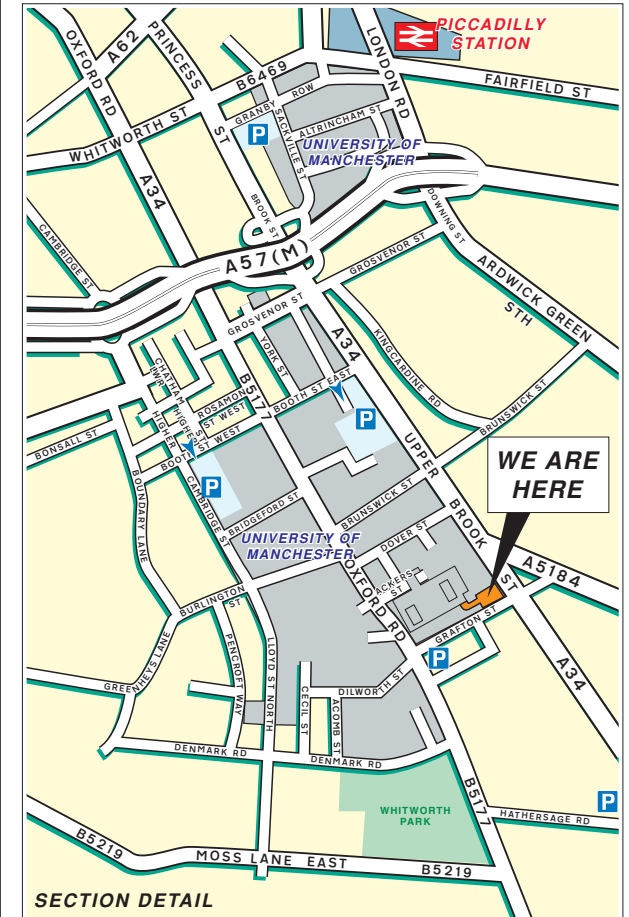 PICCADILLY
STATION
OXFORD RD
A62
PRINCESS
ST
LONDON RD
B6469
FAIRFIELD ST
GRANBY ROW
WHITWORTH ST
P
SACKVILLE ST
ALTRINCHAM ST
UNIVERSITY OF
MANCHESTER
A34
BROOK ST
DOWNING ST
CAMBRIDGE ST
A57(M)
GROSVENOR ST
ARDWICK GREEN
STH
GROSVENOR ST
A34
YORK ST
KINGCARDINE RD
CHATHAM
HIGHER
B5177
BOOTH ST EAST
ROSAMON
ST WEST
BRUNSWICK ST
BONSALL ST
BOOTH ST WEST
P
UPPER
BROOK
ST
WE ARE
HERE
BOUNDARY LANE
P
CAMBRIDGE ST
BRIDGEFORD ST
BRUNSWICK ST
UNIVERSITY OF
MANCHESTER
DOVER ST
OXFORD RD
ACKERS
ST
A5184
BURLINGTON
ST
GRAFTON ST
PENCROFT WAY
LLOYD ST NORTH
P
A34
GREENHEYS LANE
CECIL ST
DILWORTH ST
ACOMB ST
DENMARK RD
DENMARK RD
B5177
WHITWORTH
PARK
P
HATHERSAGE RD
B5219
MOSS LANE EAST
B5219
SECTION DETAIL